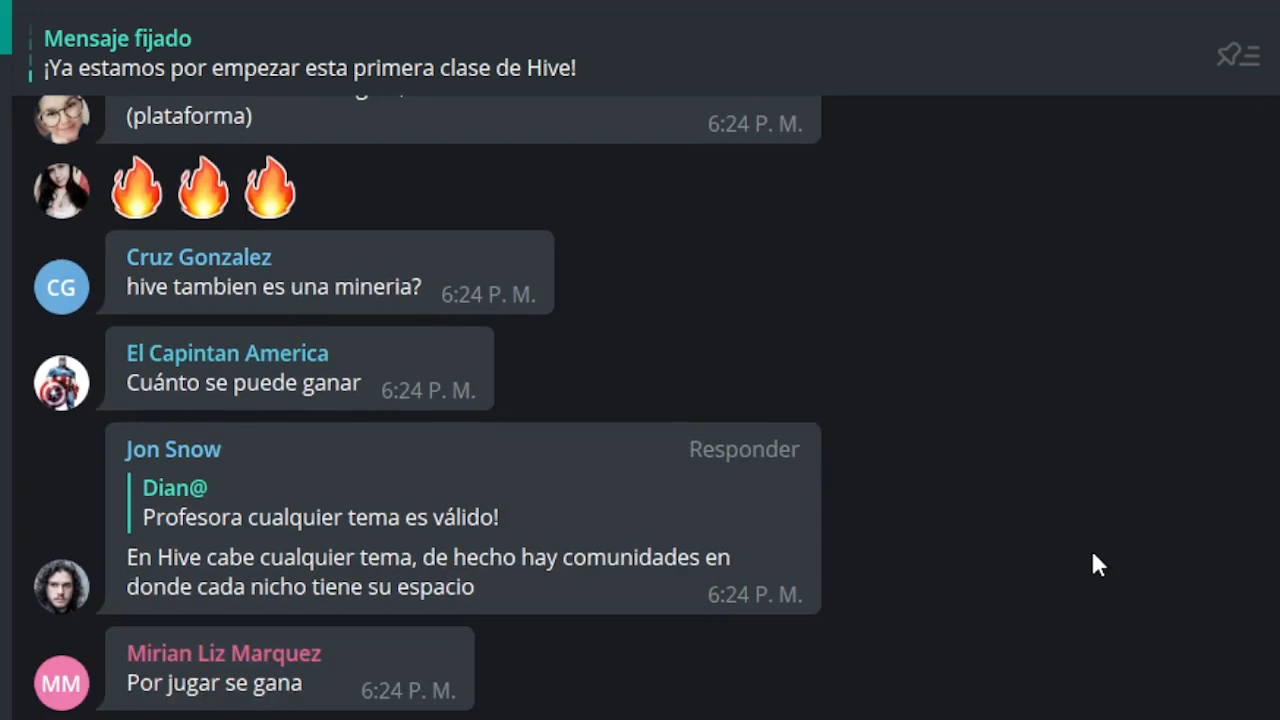 Mensaje fijado
¡Ya estamos por empezar esta primera clase de Hive!
(plataforma)
6:24 P. M.
Cruz Gonzalez
CG
hive tambien es una mineria?
6:24 P. M.
El Capintan America
Cuánto se puede ganar
6:24 P. M.
Jon Snow
Responder
Dian@
Profesora cualquier tema es válido!
En Hive cabe cualquier tema, de hecho hay comunidades en
donde cada nicho tiene su espacio
6:24 P. M.
Mirian Liz Marquez
MM
Por jugar se gana
6:24 P. M.